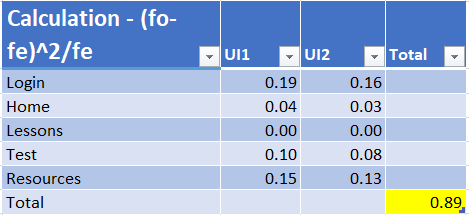 Calculation - (fo-
fe)^2/fe UI1 UI2 Total
Login 0.19 0.16
Home 0.04 0.03
Lessons 0.00 0.00
Test 0.10 0.08
Resources 0.15 0.13
Total 0.89